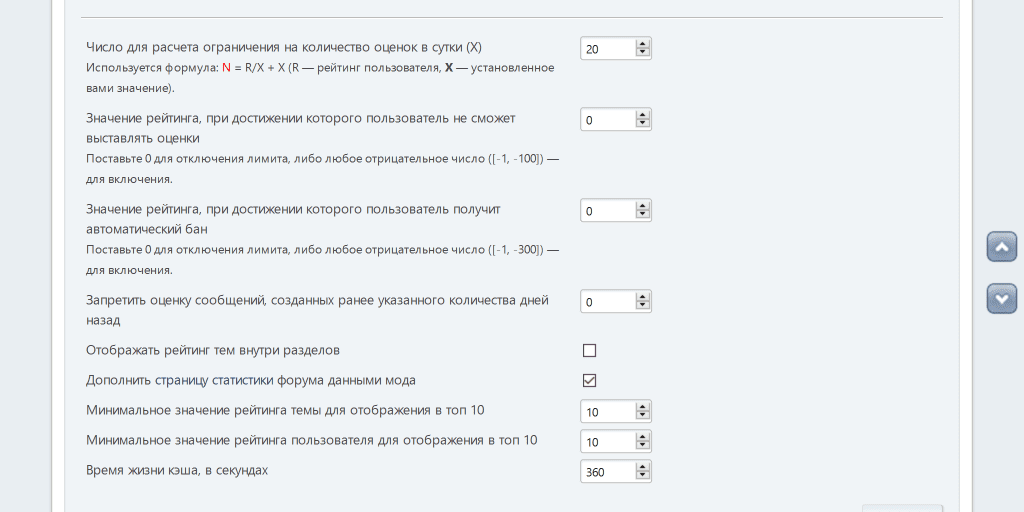 Число для расчета ограничения на количество оценок в сутки (X)
20
Используется формула: N = R/X + X (R — рейтинг пользователя, X — установленное
вами значение).
Значение рейтинга, при достижении которого пользователь не сможет
0
выставлять оценки
Поставьте 0 для отключения лимита, либо любое отрицательное число ([-1, -100]) —
для включения.
Значение рейтинга, при достижении которого пользователь получит
0
автоматический бан
Поставьте 0 для отключения лимита, либо любое отрицательное число ([-1, -300]) —
для включения.
Запретить оценку сообщений, созданных ранее указанного количества дней
0
назад
Отображать рейтинг тем внутри разделов
Дополнить страницу статистики форума данными мода
Минимальное значение рейтинга темы для отображения в топ 10
10
Минимальное значение рейтинга пользователя для отображения в топ 10
10
Время жизни кэша, в секундах
360